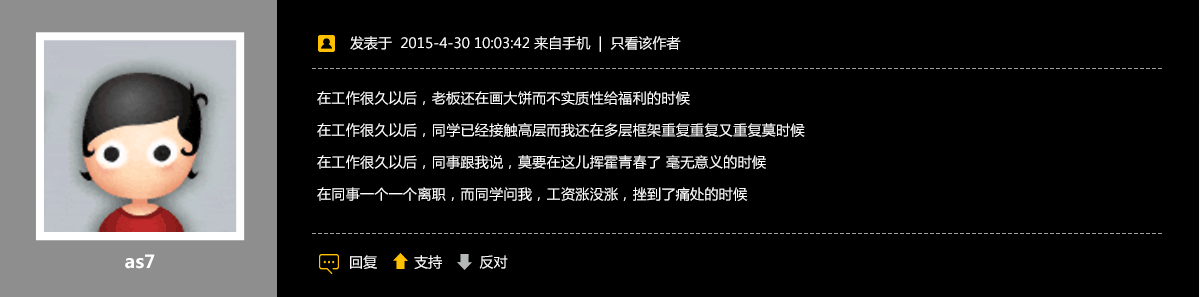 发表于 2015-4-30 10:03:42 来自手机 | 只看该作者
在工作很久以后，老板还在画大饼而不实质性给福利的时候
在工作很久以后，同学已经接触高层而我还在多层框架重复重复又重复莫时候
在工作很久以后，同事跟我说，莫要在这儿挥霍青春了 毫无意义的时候
在同事一个一个离职，而同学问我，工资涨没涨，挫到了痛处的时候
as7
回复 支持 反对